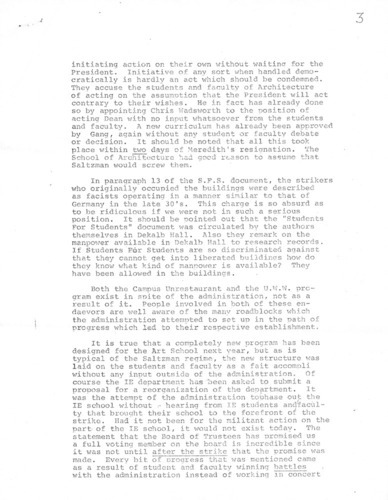 3
initiating action on their own without waiting for the
President. Initiative of any sort when handled demo-
cratically is hardly an act which should be condemned.
They accuse the students and faculty of Architecture
of acting on the assumption that the President will act
contrary to their wishes. He in fact has already done
so by appointing Chris Wadsworth to the position of
acting Dean with no input whatsoever from the students
and faculty. A new curriculum has already been approved
by Gang, again without any student or faculty debate
or decision. It should be noted that all this took
place within two days of Meredith's resignation. The
School of Architecture had good reason to assume that
Saltzman would screw them.
In paragraph 13 of the S.F.S. document, the strikers
who originally occupied the buildings were described
as facists operating in a manner similar to that of
Germany in the late 30's. This charge is so absurd as
to be ridiculous if we were not in such a serious
position. It should be pointed out that the "Students
For Students" document was circulated by the authors
themselves in Dekalb Hall. Also they remark on the
manpower available in Dekalb Hall to research records.
If Students For Students are so discriminated against
that they cannot get into liberated buildings how do
they know what kind of manpower is available? They
have been allowed in the buildings.
Both the Campus Unrestaurant and the U.W.W. pro-
gram exist in spite of the administration, not as a
result of it. People involved in both of these en-
daevors are well aware of the many roadblocks which
the administration attempted to set up in the path of
progress which led to their respective establishment.
It is true that a completely new program has been
designed for the Art School next year, but as is
typical of the Saltzman regime, the new structure was
laid on the students and faculty as a fait accompli
without any input outside of the administration. Of
course the IE department has been asked to submit a
proposal for a reorganization of the department. It
was the attempt of the administration to phase out the
IE school without a hearing from IE students and facul-
ty that brought their school to the forefront of the
strike. Had it not been for the militant action on the
part of the IE school, it would not exist today. The
statement that the Board of Trustees has promised us
a full voting member on the board is incredible since
it was not until after the strike that the promise was
made. Every bit of progress that was mentioned came
as a result of student and faculty winning battles
with the administration instead of working in concert